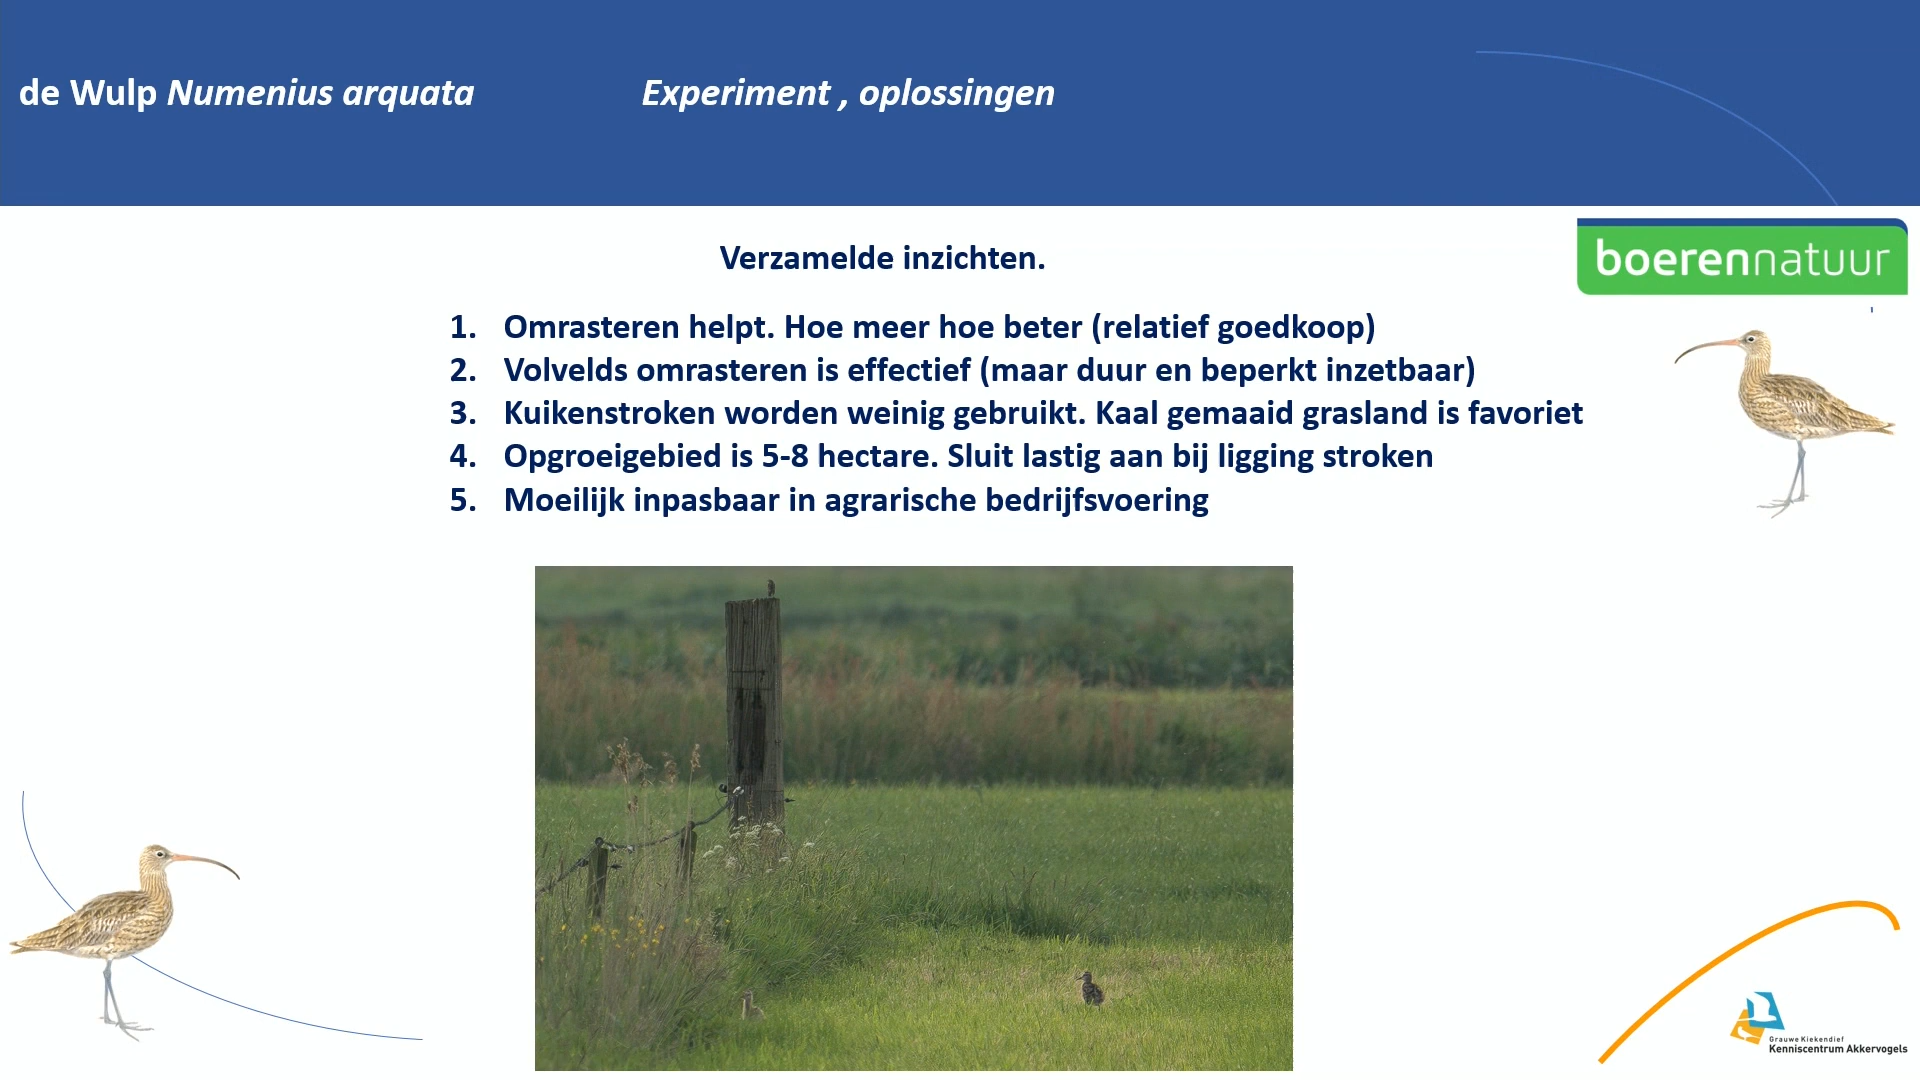 de Wulp Numenius arquata
Experiment , oplossingen
boerennatuur
Verzamelde inzichten.
1. Omrasteren helpt. Hoe meer hoe beter (relatief goedkoop)
2. Volvelds omrasteren is effectief (maar duur en beperkt inzetbaar)
3. Kuikenstroken worden weinig gebruikt. Kaal gemaaid grasland is favoriet
4. Opgroeigebied is 5-8 hectare. Sluit lastig aan bij ligging stroken
5. Moeilijk inpasbaar in agrarische bedrijfsvoering
Grauwe Kiekendief
Kenniscentrum Akkervogels